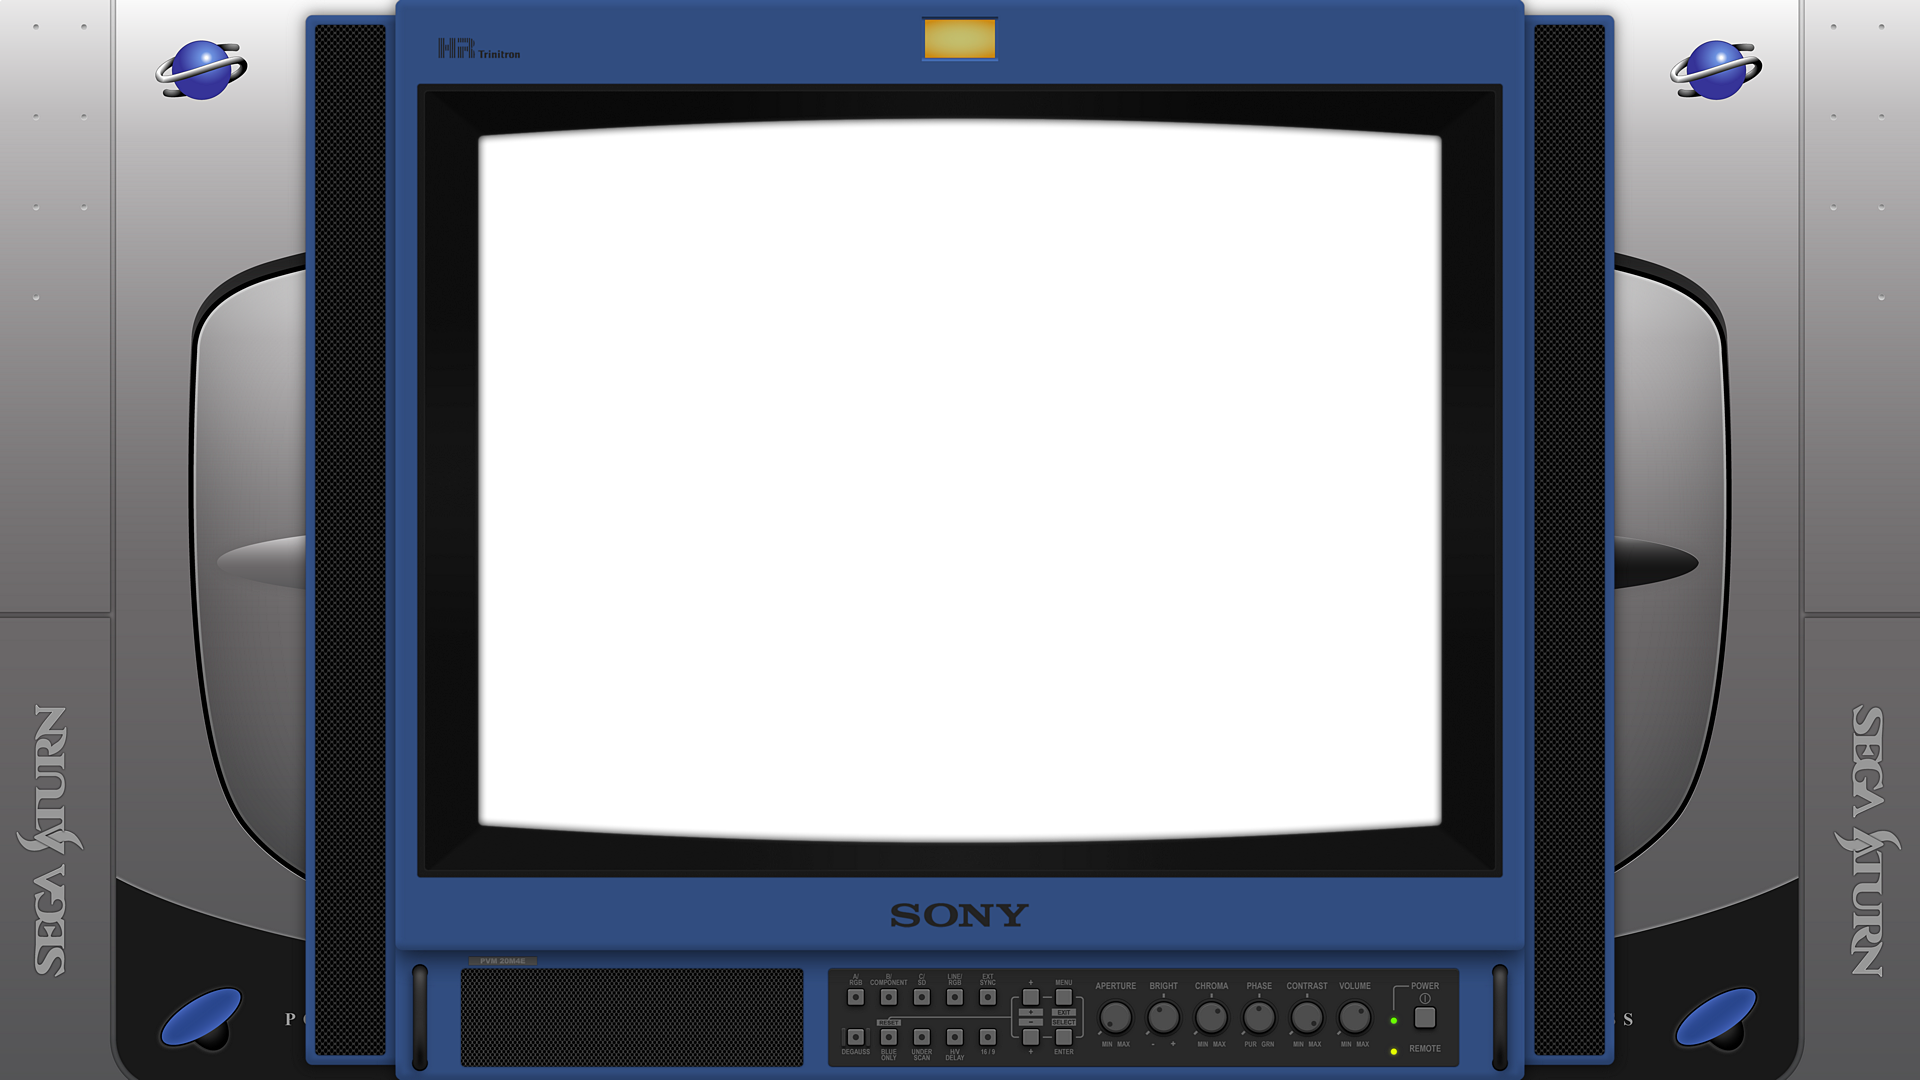 HR Trinitron
SEGA SATURN
SEGA SATURN
SONY
PVM 20M4E
A/ RGB
B/ COMPONENT
C/ SD
LINE/ RGB
EXT SYNC
+
MENU
APERTURE
BRIGHT
CHROMA
PHASE
CONTRAST
VOLUME
POWER
+
EXIT
−
SELECT
RESET
DEGAUSS
BLUE ONLY
UNDER SCAN
H/V DELAY
16 / 9
+
ENTER
MIN MAX
- +
MIN MAX
PUR GRN
MIN MAX
MIN MAX
REMOTE
P
S